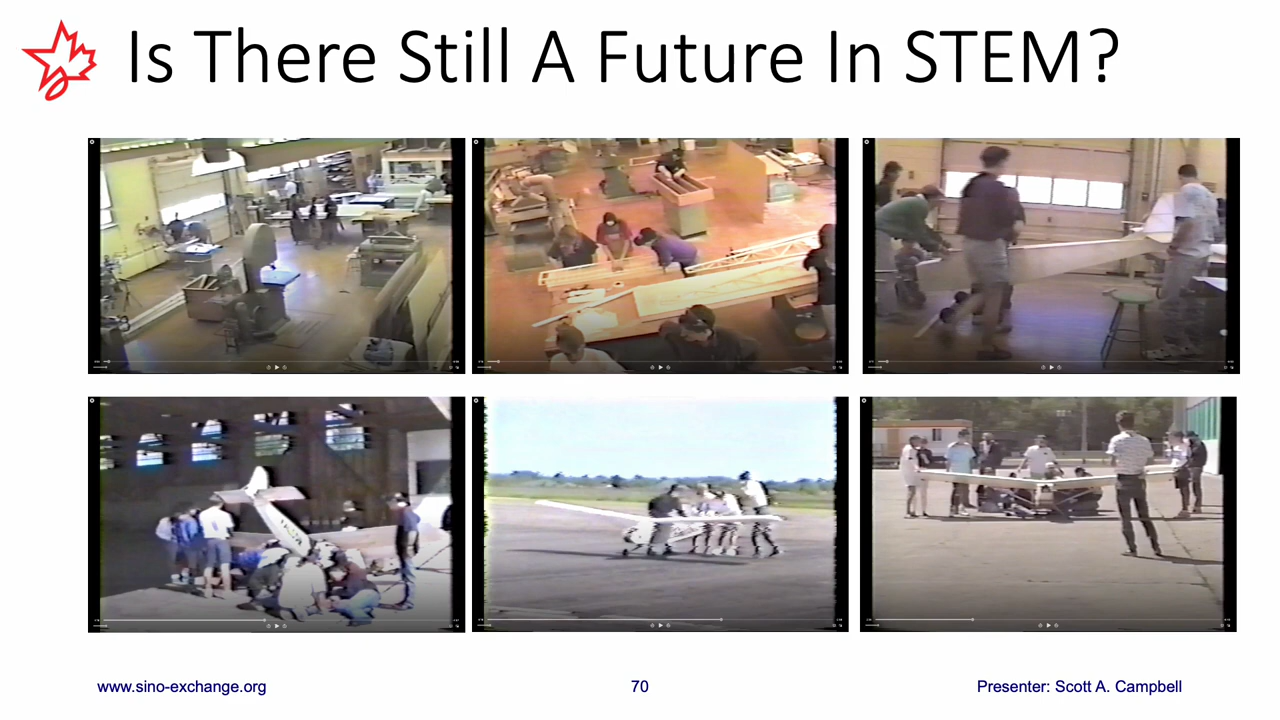 Is There Still A Future In STEM?
www.sino-exchange.org
70
Presenter: Scott A. Campbell